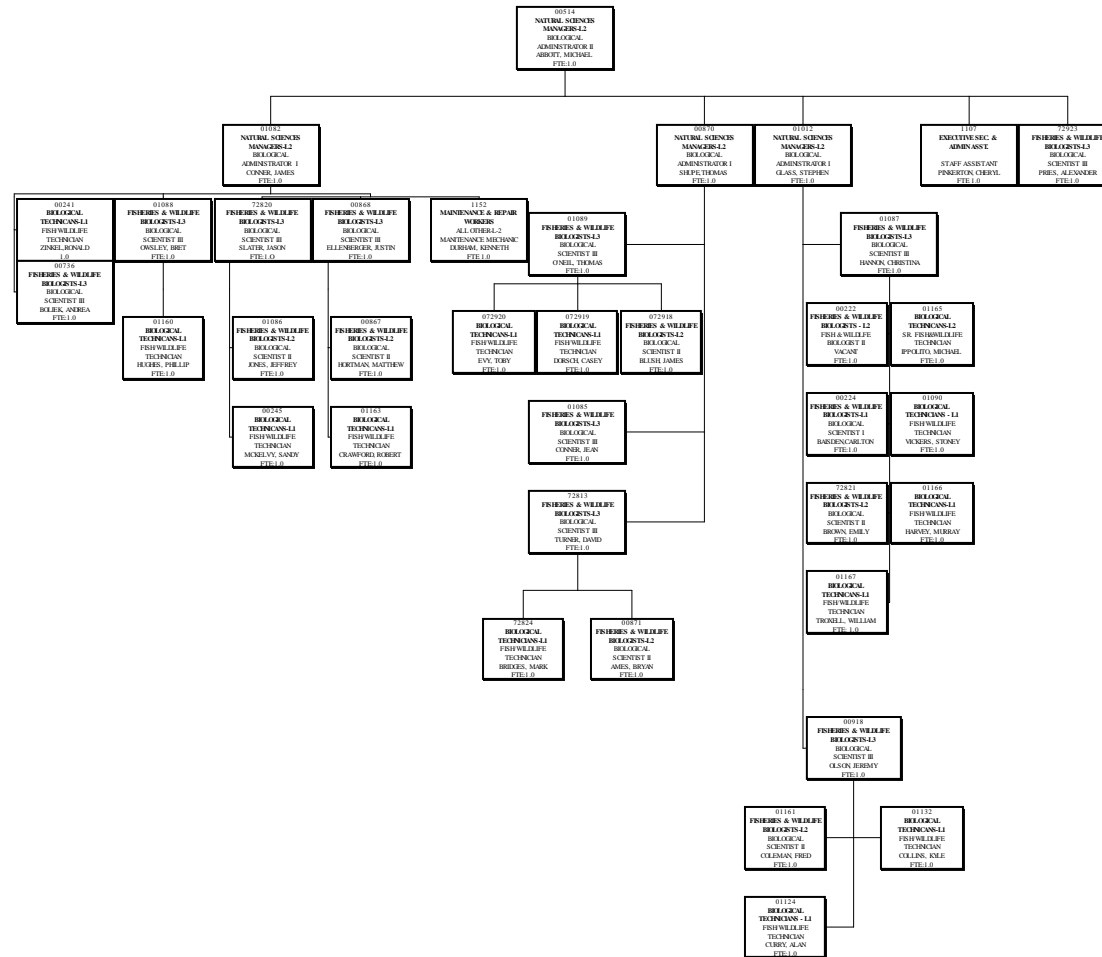 00514
NATURAL SCIENCES
MANAGERS-L2
BIOLOGICAL
ADMINISTRATOR II
ABBOTT, MICHAEL
FTE:1.0
01082
NATURAL SCIENCES
MANAGERS-L2
BIOLOGICAL
ADMINISTRATOR I
CONNER, JAMES
FTE:1.0
00870
NATURAL SCIENCES
MANAGERS-L2
BIOLOGICAL
ADMINISTRATOR I
SHUPE,THOMAS
FTE:1.0
01012
NATURAL SCIENCES
MANAGERS-L2
BIOLOGICAL
ADMINISTRATOR I
GLASS, STEPHEN
FTE:1.0
1107
EXECUTIVE SEC. &
ADMIN ASST.
STAFF ASSISTANT
PINKERTON, CHERYL
FTE 1.0
72923
FISHERIES & WILDLIFE
BIOLOGISTS-L3
BIOLOGICAL
SCIENTIST III
PRIES, ALEXANDER
FTE:1.0
00241
BIOLOGICAL
TECHNICANS-L1
FISH/WILDLIFE
TECHNICIAN
ZINKEL,RONALD
1.0
01088
FISHERIES & WILDLIFE
BIOLOGISTS-L3
BIOLOGICAL
SCIENTIST III
OWSLEY, BRET
FTE:1.0
72820
FISHERIES & WILDLIFE
BIOLOGISTS-L3
BIOLOGICAL
SCIENTIST III
SLATER, JASON
FTE:1.O
00868
FISHERIES & WILDLIFE
BIOLOGISTS-L3
BIOLOGICAL
SCIENTIST III
ELLENBERGER, JUSTIN
FTE:1.0
1152
MAINTENANCE & REPAIR
WORKERS
ALL OTHER-L-2
MANITENANCE MECHANIC
DURHAM, KENNETH
FTE 1.0
01089
FISHERIES & WILDLIFE
BIOLOGISTS-L3
BIOLOGICAL
SCIENTIST III
O'NEIL, THOMAS
FTE:1.0
01087
FISHERIES & WILDLIFE
BIOLOGISTS-L3
BIOLOGICAL
SCIENTIST III
HANNON, CHRISTINA
FTE:1.0
00736
FISHERIES & WILDLIFE
BIOLOGISTS-L3
BIOLOGICAL
SCIENTIST III
BOLIEK, ANDREA
FTE:1.0
01160
BIOLOGICAL
TECHNICANS-L1
FISH/WILDLIFE
TECHNICIAN
HUGHES, PHILLIP
FTE:1.0
01086
FISHERIES & WILDLIFE
BIOLOGISTS-L2
BIOLOGICAL
SCIENTIST II
JONES, JEFFREY
FTE:1.0
00867
FISHERIES & WILDLIFE
BIOLOGISTS-L2
BIOLOGICAL
SCIENTIST II
HORTMAN, MATTHEW
FTE:1.0
072920
BIOLOGICAL
TECHNICANS-L1
FISH/WILDLIFE
TECHNICIAN
EVY, TOBY
FTE:1.0
072919
BIOLOGICAL
TECHNICANS-L1
FISH/WILDLIFE
TECHNICIAN
DORSCH, CASEY
FTE:1.0
072918
FISHERIES & WILDLIFE
BIOLOGISTS-L2
BIOLOGICAL
SCIENTIST II
BLUSH, JAMES
FTE:1.0
00222
FISHERIES & WILDLIFE
BIOLOGISTS - L2
FISH & WILDLFE
BIOLOGIST II
VACANT
FTE:1.0
01165
BIOLOGICAL
TECHNICANS-L2
SR. FISH&WILDLIFE
TECHNICIAN
IPPOLITO, MICHAEL
FTE:1.0
00245
BIOLOGICAL
TECHNICANS-L1
FISH/WILDLIFE
TECHNICIAN
MCKELVY, SANDY
FTE:1.0
01163
BIOLOGICAL
TECHNICANS-L1
FISH/WILDLIFE
TECHNICIAN
CRAWFORD, ROBERT
FTE:1.0
01085
FISHERIES & WILDLIFE
BIOLOGISTS-L3
BIOLOGICAL
SCIENTIST III
CONNER, JEAN
FTE:1.0
00224
FISHERIES & WILDLIFE
BIOLOGISTS-L1
BIOLOGICAL
SCIENTIST I
BAISDEN,CARLTON
FTE:1.0
01090
BIOLOGICAL
TECHNICIANS - L1
FISH/WILDLIFE
TECHNICIAN
VICKERS, STONEY
FTE:1.0
72813
FISHERIES & WILDLIFE
BIOLOGISTS-L3
BIOLOGICAL
SCIENTIST III
TURNER, DAVID
FTE:1.0
72821
FISHERIES & WILDLIFE
BIOLOGISTS-L2
BIOLOGICAL
SCIENTIST II
BROWN, EMILY
FTE:1.0
01166
BIOLOGICAL
TECHNICANS-L1
FISH/WILDLIFE
TECHNICIAN
HARVEY, MURRAY
FTE:1.0
01167
BIOLOGICAL
TECHNICANS-L1
FISH/WILDLIFE
TECHNICIAN
TROXELL, WILLIAM
FTE: 1.0
72824
BIOLOGICAL
TECHNICIANS-L1
FISH/WILDLIFE
TECHNICIAN
BRIDGES, MARK
FTE:1.0
00871
FISHERIES & WILDLIFE
BIOLOGISTS-L2
BIOLOGICAL
SCIENTIST II
AMES, BRYAN
FTE:1.0
00918
FISHERIES & WILDLIFE
BIOLOGISTS-L3
BIOLOGICAL
SCIENTIST III
OLSON, JEREMY
FTE:1.0
01161
FISHERIES & WILDLIFE
BIOLOGISTS-L2
BIOLOGICAL
SCIENTIST II
COLEMAN, FRED
FTE:1.0
01132
BIOLOGICAL
TECHNICANS-L1
FISH/WILDLIFE
TECHNICIAN
COLLINS, KYLE
FTE:1.0
01124
BIOLOGICAL
TECHNICIANS - L1
FISH/WILDLIFE
TECHNICIAN
CURRY, ALAN
FTE:1.0